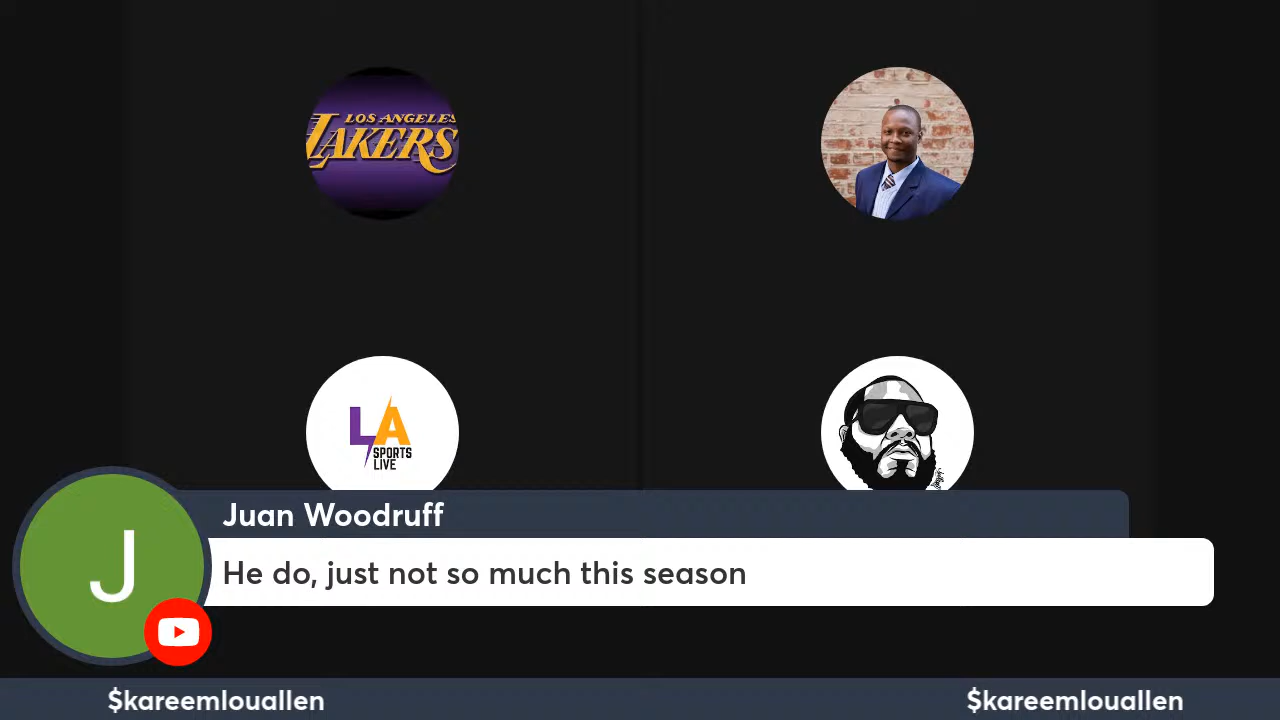 LOS ANGELES
LAKERS
LA
SPORTS
LIVE
Juan Woodruff
J
He do, just not so much this season
$kareemlouallen
$kareemlouallen